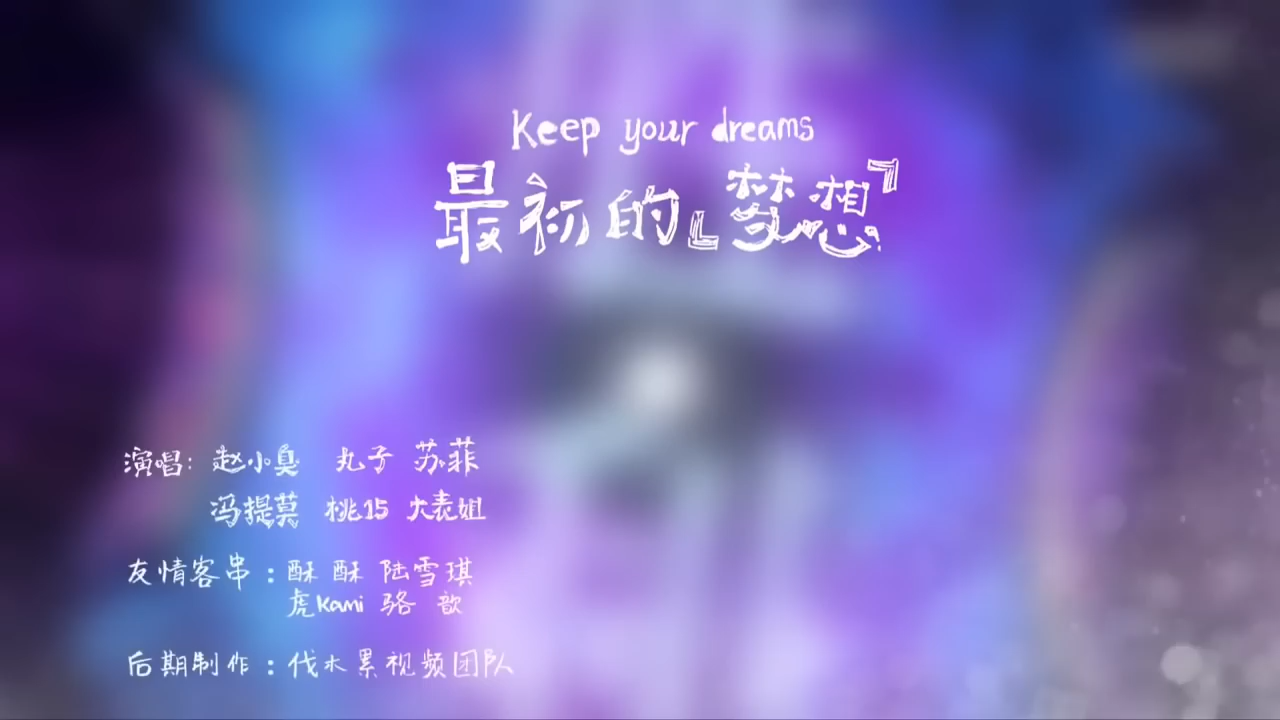 Keep your dreams
最初的『梦想』
演唱: 赵小臭 丸子 苏菲
冯提莫 桃15 大表姐
友情客串：酥酥 陆雪琪
虎Kami 骆歆
后期制作：伐木累视频团队